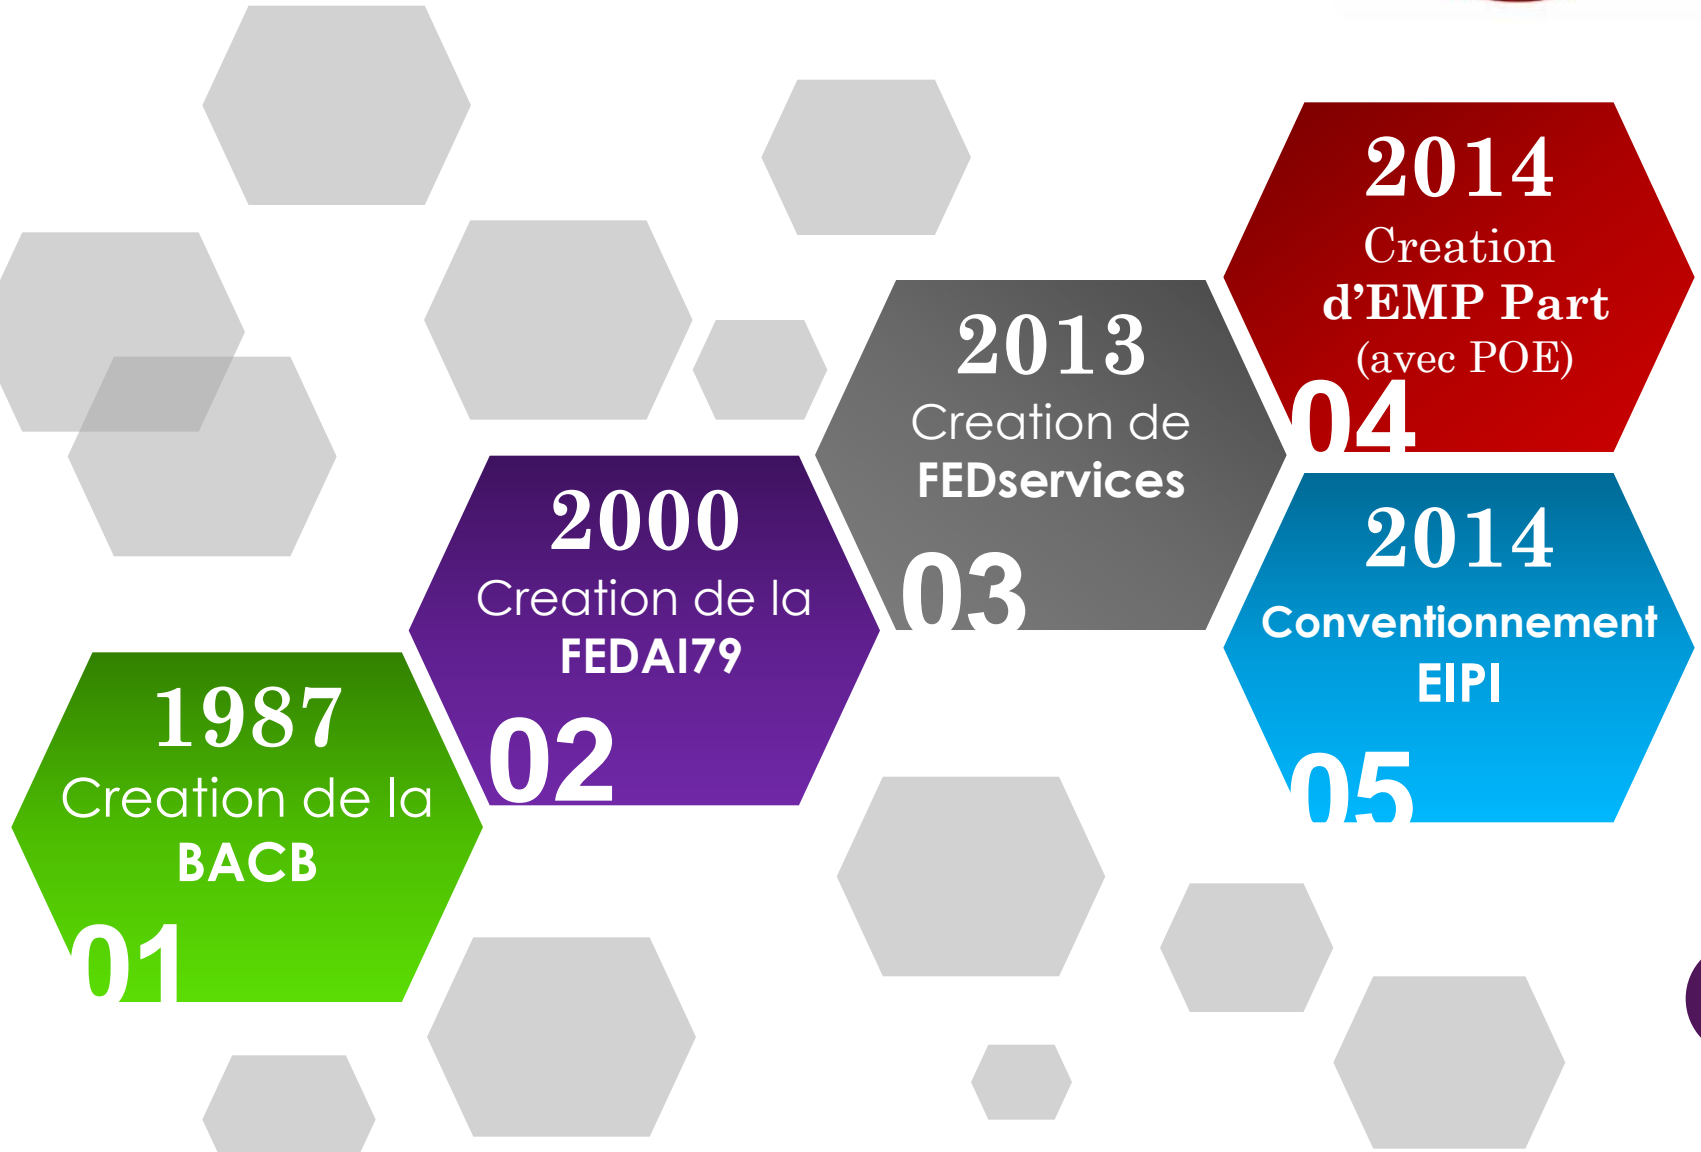 1987
Creation de la
BACB
01
2000
Creation de la
FEDAI79
02
2013
Creation de
FEDservices
03
2014
Creation
d’EMP Part
(avec POE)
04
2014
Conventionnement
EIPI
05